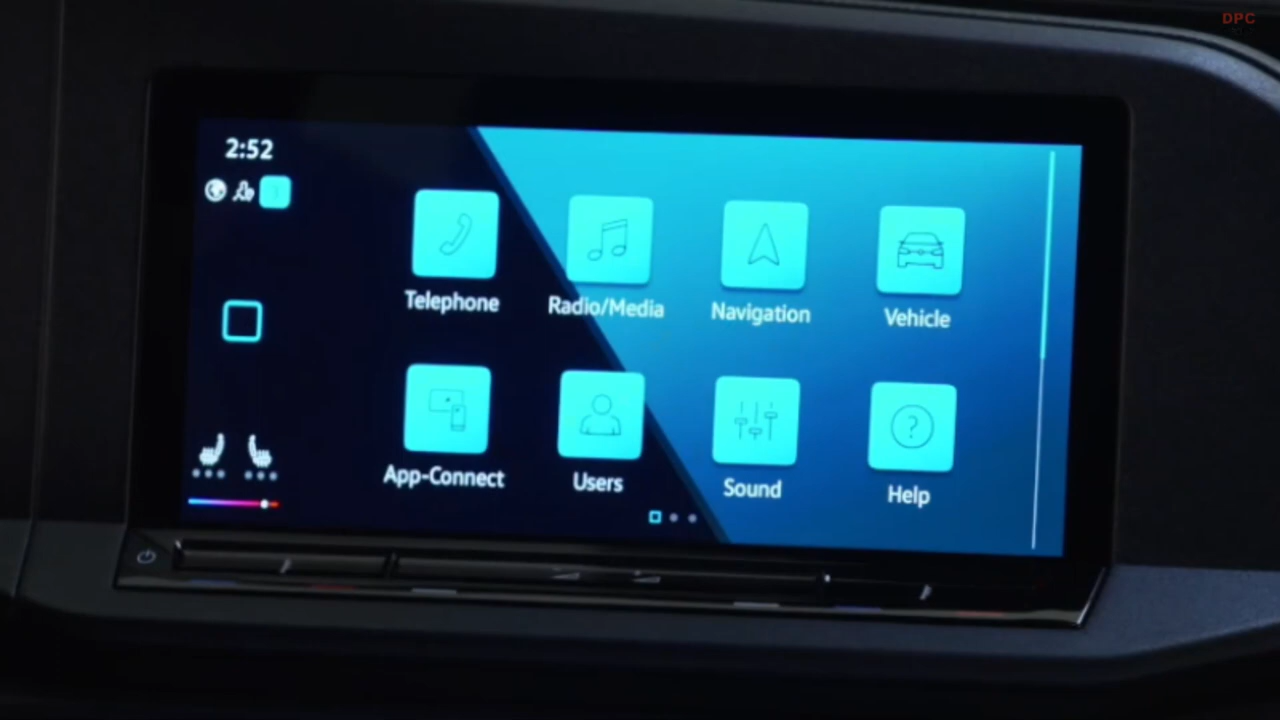 DPC
2:52
Telephone
Radio/Media
Navigation
Vehicle
App-Connect
Users
Sound
?
Help